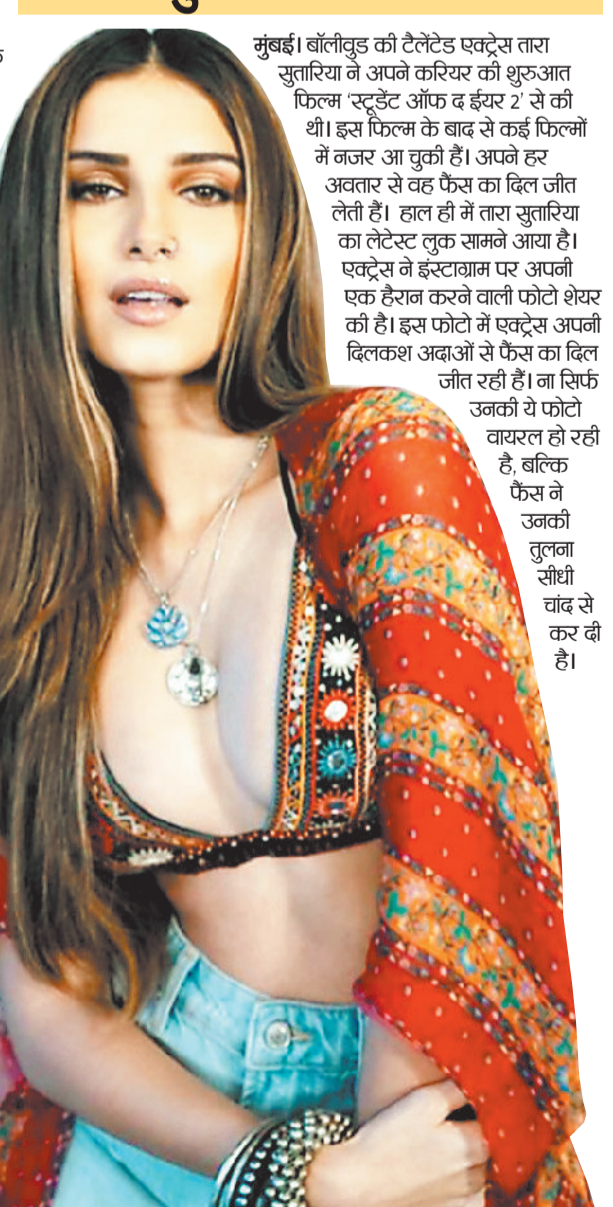 मुंबई। बॉलीवुड की टैलेंटेड एक्ट्रेस तारा
सुतारिया ने अपने करियर की शुरुआत
फिल्म ‘स्टूडेंट ऑफ द ईयर 2’ से की
थी। इस फिल्म के बाद से कई फिल्मों
में नजर आ चुकी हैं। अपने हर
अवतार से वह फैंस का दिल जीत
लेती हैं। हाल ही में तारा सुतारिया
का लेटेस्ट लुक सामने आया है।
एक्ट्रेस ने इंस्टाग्राम पर अपनी
एक हैरान करने वाली फोटो शेयर
की है। इस फोटो में एक्ट्रेस अपनी
दिलकश अदाओं से फैंस का दिल
जीत रही हैं। ना सिर्फ
उनकी ये फोटो
वायरल हो रही
है, बल्कि
फैंस ने
उनकी
तुलना
सीधी
चांद से
कर दी
है।